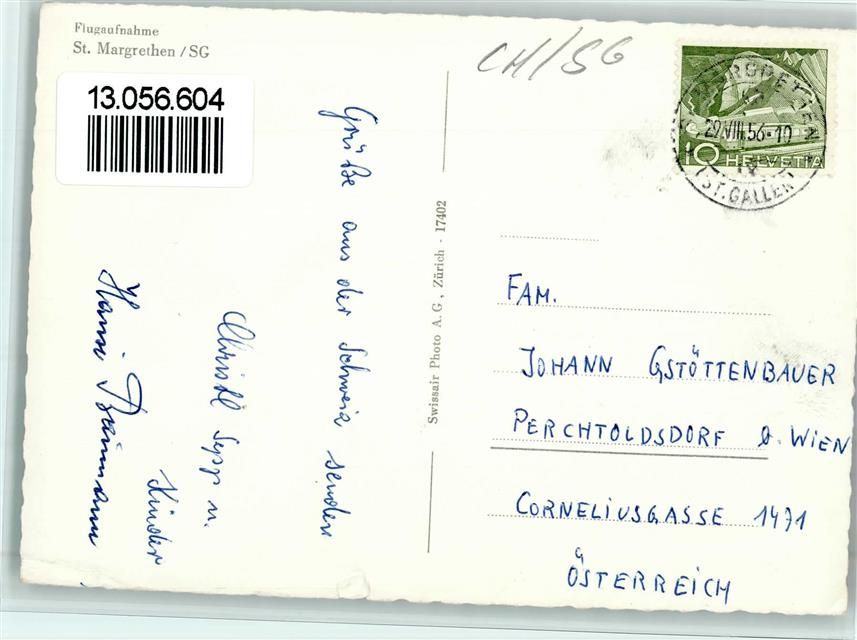 Flugaufnahme
St. Margrethen / SG
13.056.604
CH/SG
29.VIII.56-10
(ST. GALLEN)
10 HELVETIA
Grüße aus der Schweiz senden
Christl Sepp u.
Kinder
Hansi
Swissair Photo A.G., Zürich - 17402
FAM.
JOHANN GSTÖTTENBAUER
PERCHTOLDSDORF b. WIEN
CORNELIUSGASSE 1471
ÖSTERREICH